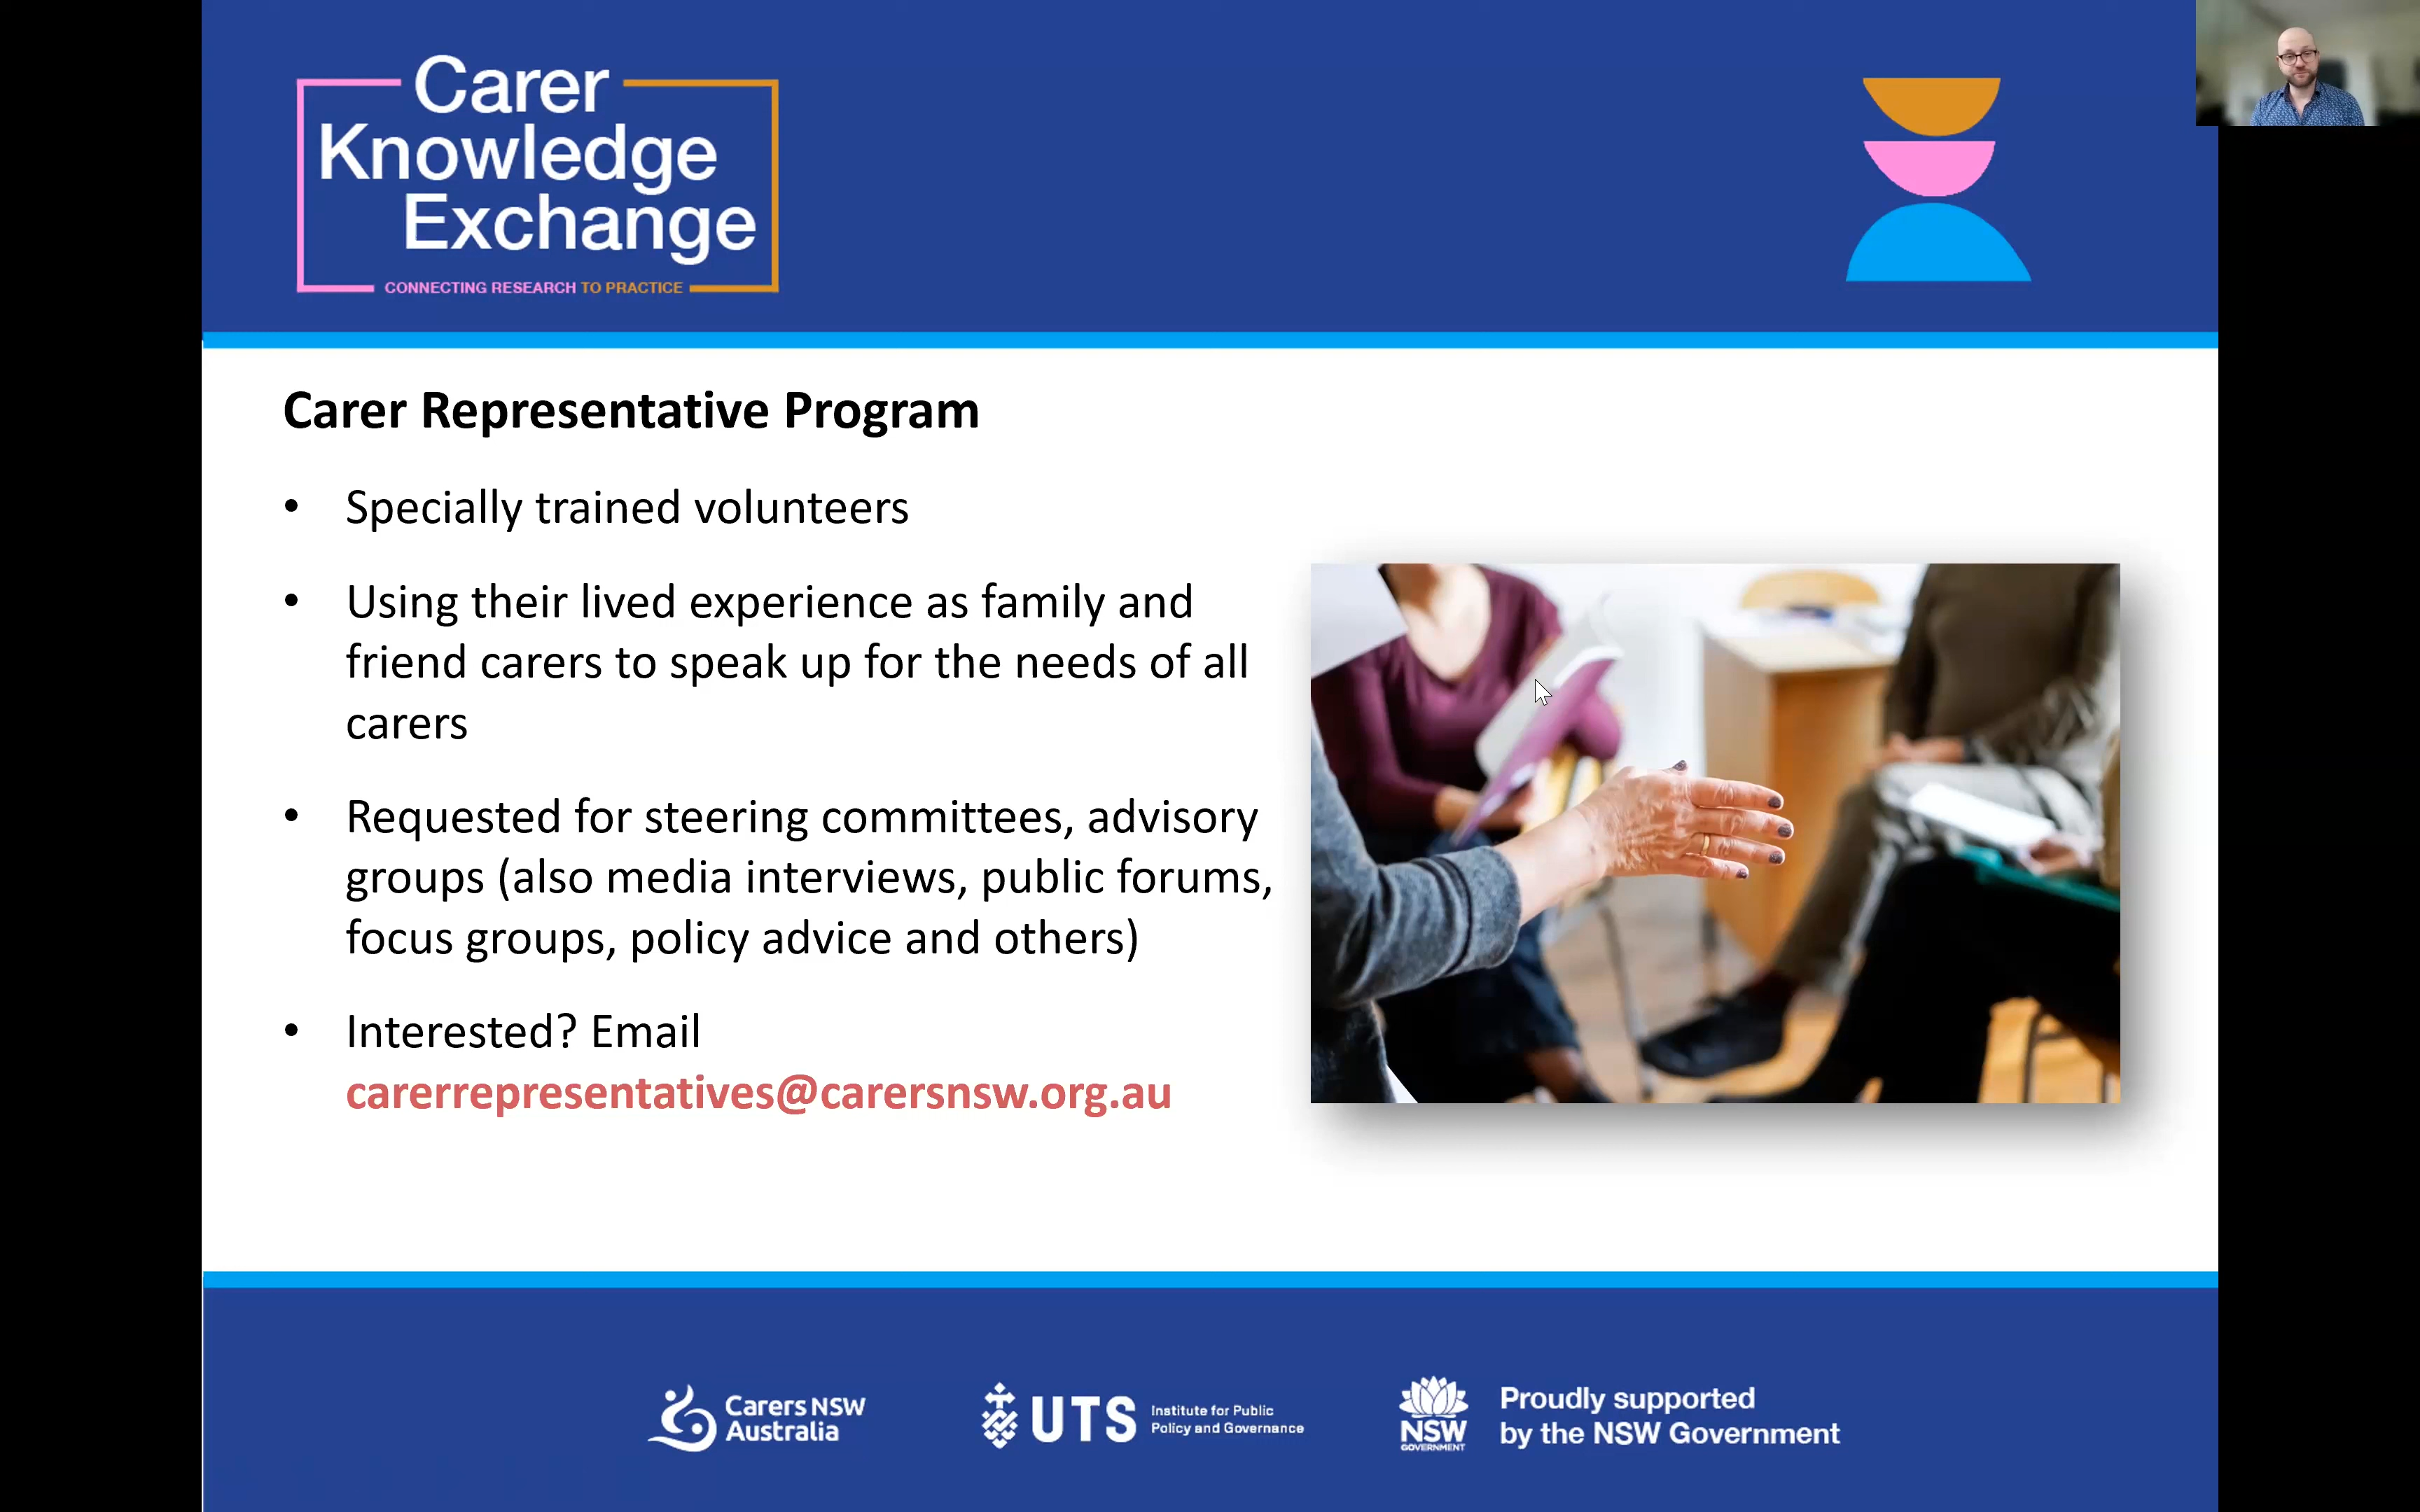 Carer
Knowledge
Exchange
CONNECTING RESEARCH TO PRACTICE
Carer Representative Program
• Specially trained volunteers
• Using their lived experience as family and
friend carers to speak up for the needs of all
carers
• Requested for steering committees, advisory
groups (also media interviews, public forums,
focus groups, policy advice and others)
• Interested? Email
carerrepresentatives@carersnsw.org.au
Carers NSW
Australia
UTS
Institute for Public
Policy and Governance
NSW
GOVERNMENT
Proudly supported
by the NSW Government